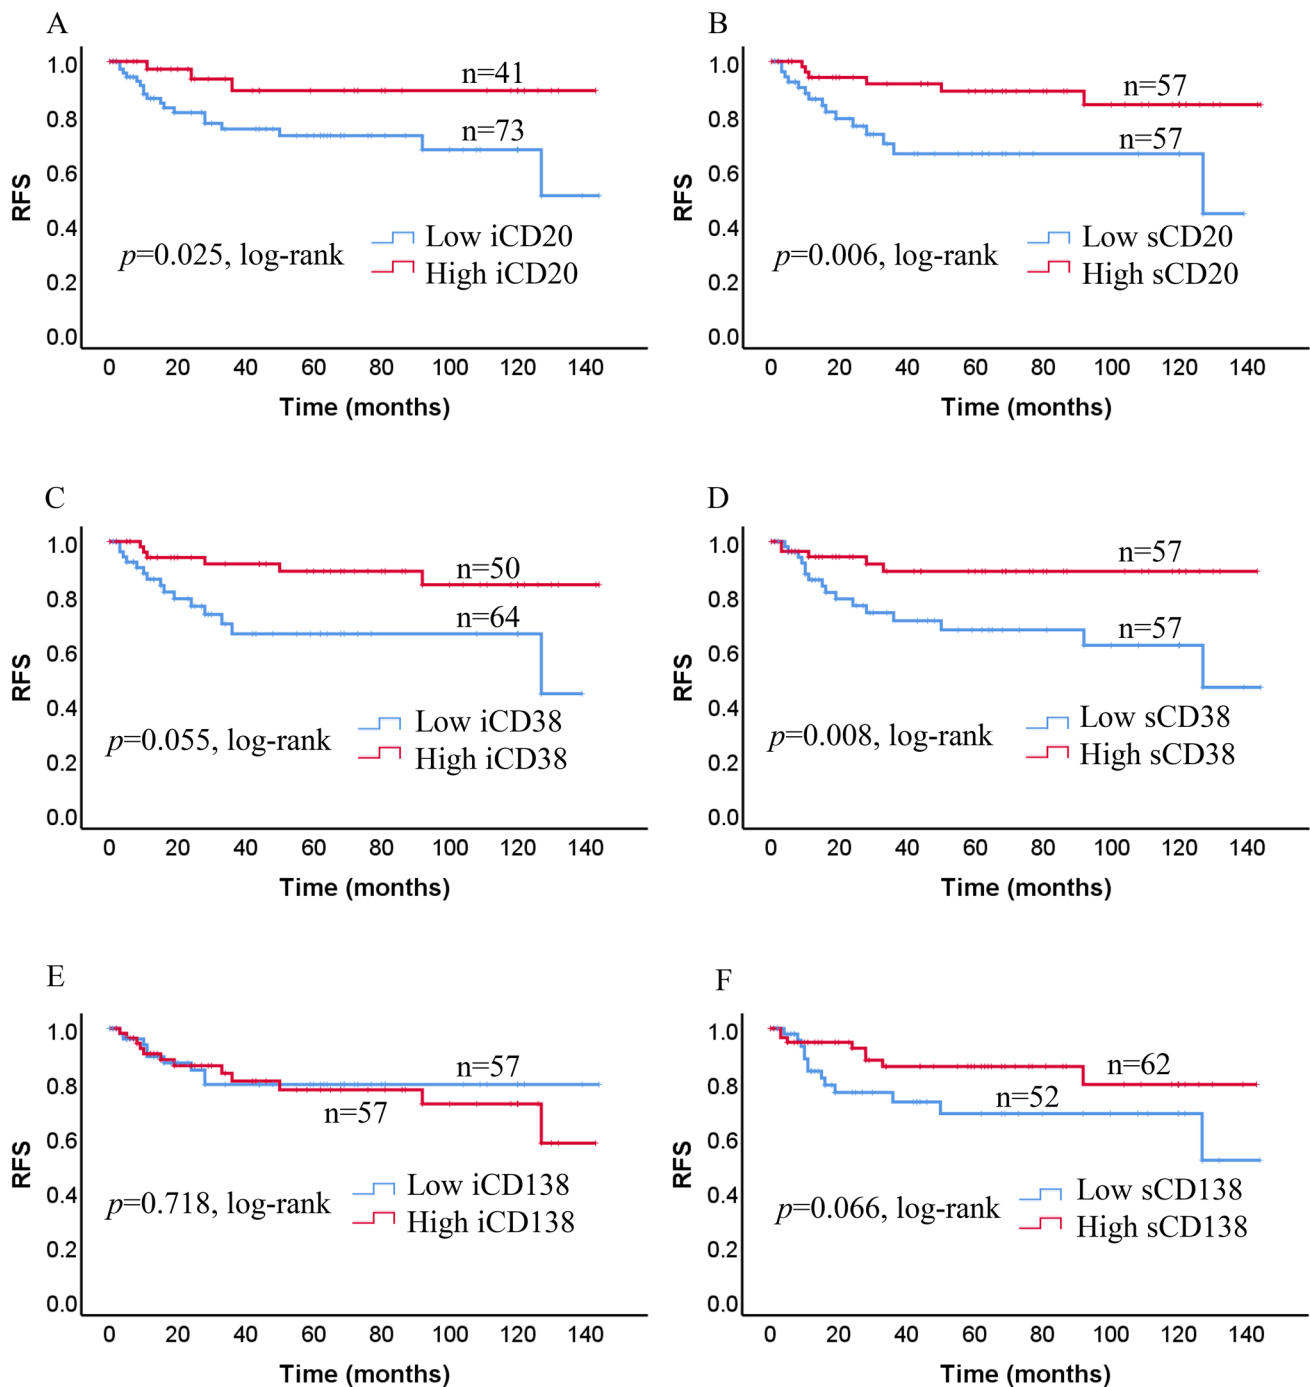 A
RFS
1.0
0.8
0.6
0.4
0.2
0.0
n=41
n=73
p=0.025, log-rank
Low iCD20
High iCD20
0 20 40 60 80 100 120 140
Time (months)
B
RFS
1.0
0.8
0.6
0.4
0.2
0.0
n=57
n=57
p=0.006, log-rank
Low sCD20
High sCD20
0 20 40 60 80 100 120 140
Time (months)
C
RFS
1.0
0.8
0.6
0.4
0.2
0.0
n=50
n=64
p=0.055, log-rank
Low iCD38
High iCD38
0 20 40 60 80 100 120 140
Time (months)
D
RFS
1.0
0.8
0.6
0.4
0.2
0.0
n=57
n=57
p=0.008, log-rank
Low sCD38
High sCD38
0 20 40 60 80 100 120 140
Time (months)
E
RFS
1.0
0.8
0.6
0.4
0.2
0.0
n=57
n=57
p=0.718, log-rank
Low iCD138
High iCD138
0 20 40 60 80 100 120 140
Time (months)
F
RFS
1.0
0.8
0.6
0.4
0.2
0.0
n=62
n=52
p=0.066, log-rank
Low sCD138
High sCD138
0 20 40 60 80 100 120 140
Time (months)